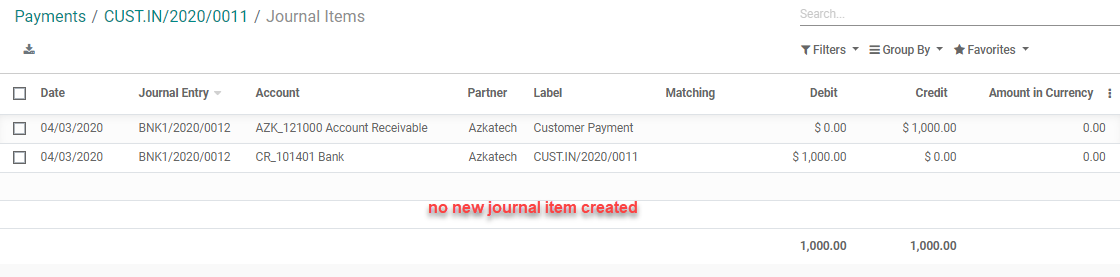 Payments / CUST.IN/2020/0011 / Journal Items
Search...
Filters Group By Favorites
Date Journal Entry Account Partner Label Matching Debit Credit Amount in Currency
04/03/2020 BNK1/2020/0012 AZK_121000 Account Receivable Azkatech Customer Payment $ 0.00 $ 1,000.00 0.00
04/03/2020 BNK1/2020/0012 CR_101401 Bank Azkatech CUST.IN/2020/0011 $ 1,000.00 $ 0.00 0.00
no new journal item created
1,000.00 1,000.00